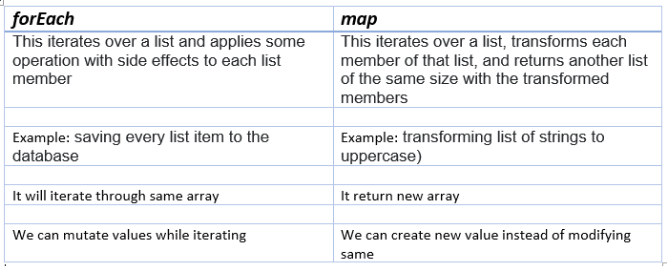 forEach
map
This iterates over a list and applies some
operation with side effects to each list
member
This iterates over a list, transforms each
member of that list, and returns another list
of the same size with the transformed
members
Example: saving every list item to the
database
Example: transforming list of strings to
uppercase)
It will iterate through same array
It return new array
We can mutate values while iterating
We can create new value instead of modifying
same